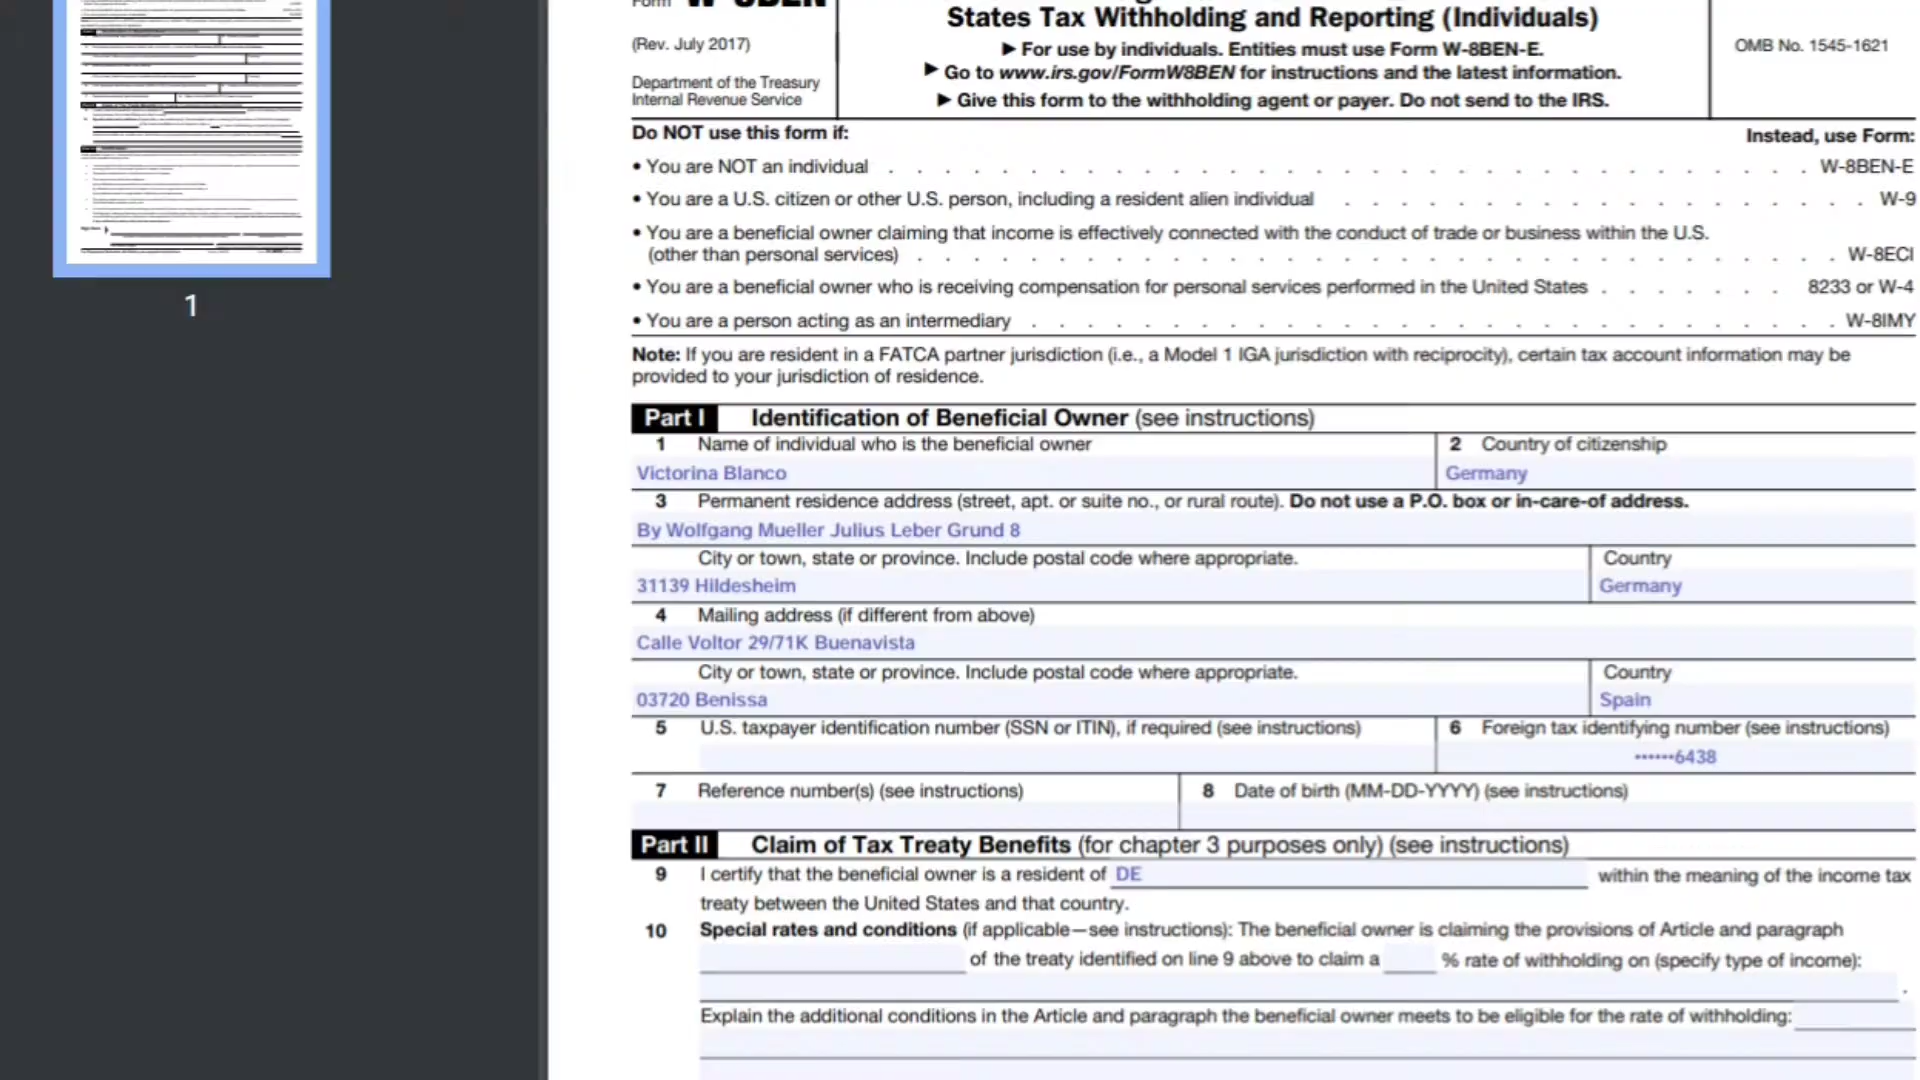 Form W-8BEN
States Tax Withholding and Reporting (Individuals)
(Rev. July 2017)
▶ For use by individuals. Entities must use Form W-8BEN-E.
OMB No. 1545-1621
▶ Go to www.irs.gov/FormW8BEN for instructions and the latest information.
Department of the Treasury
Internal Revenue Service
▶ Give this form to the withholding agent or payer. Do not send to the IRS.
Do NOT use this form if:
Instead, use Form:
• You are NOT an individual . . . W-8BEN-E
• You are a U.S. citizen or other U.S. person, including a resident alien individual . . . W-9
• You are a beneficial owner claiming that income is effectively connected with the conduct of trade or business within the U.S.
(other than personal services) . . . W-8ECI
• You are a beneficial owner who is receiving compensation for personal services performed in the United States . . . 8233 or W-4
• You are a person acting as an intermediary . . . W-8IMY
Note: If you are resident in a FATCA partner jurisdiction (i.e., a Model 1 IGA jurisdiction with reciprocity), certain tax account information may be
provided to your jurisdiction of residence.
Part I Identification of Beneficial Owner (see instructions)
1 Name of individual who is the beneficial owner
2 Country of citizenship
Victorina Blanco
Germany
3 Permanent residence address (street, apt. or suite no., or rural route). Do not use a P.O. box or in-care-of address.
By Wolfgang Mueller Julius Leber Grund 8
City or town, state or province. Include postal code where appropriate.
Country
31139 Hildesheim
Germany
4 Mailing address (if different from above)
Calle Voltor 29/71K Buenavista
City or town, state or province. Include postal code where appropriate.
Country
03720 Benissa
Spain
5 U.S. taxpayer identification number (SSN or ITIN), if required (see instructions)
6 Foreign tax identifying number (see instructions)
••••••6438
7 Reference number(s) (see instructions)
8 Date of birth (MM-DD-YYYY) (see instructions)
Part II Claim of Tax Treaty Benefits (for chapter 3 purposes only) (see instructions)
9 I certify that the beneficial owner is a resident of DE within the meaning of the income tax
treaty between the United States and that country.
10 Special rates and conditions (if applicable—see instructions): The beneficial owner is claiming the provisions of Article and paragraph
of the treaty identified on line 9 above to claim a % rate of withholding on (specify type of income):
.
Explain the additional conditions in the Article and paragraph the beneficial owner meets to be eligible for the rate of withholding:
1